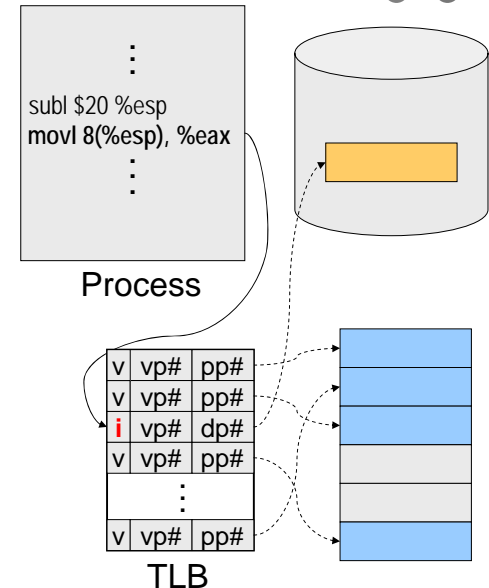 ⋮
subl $20 %esp
movl 8(%esp), %eax
⋮
Process
v vp# pp#
v vp# pp#
i vp# dp#
v vp# pp#
⋮
v vp# pp#
TLB